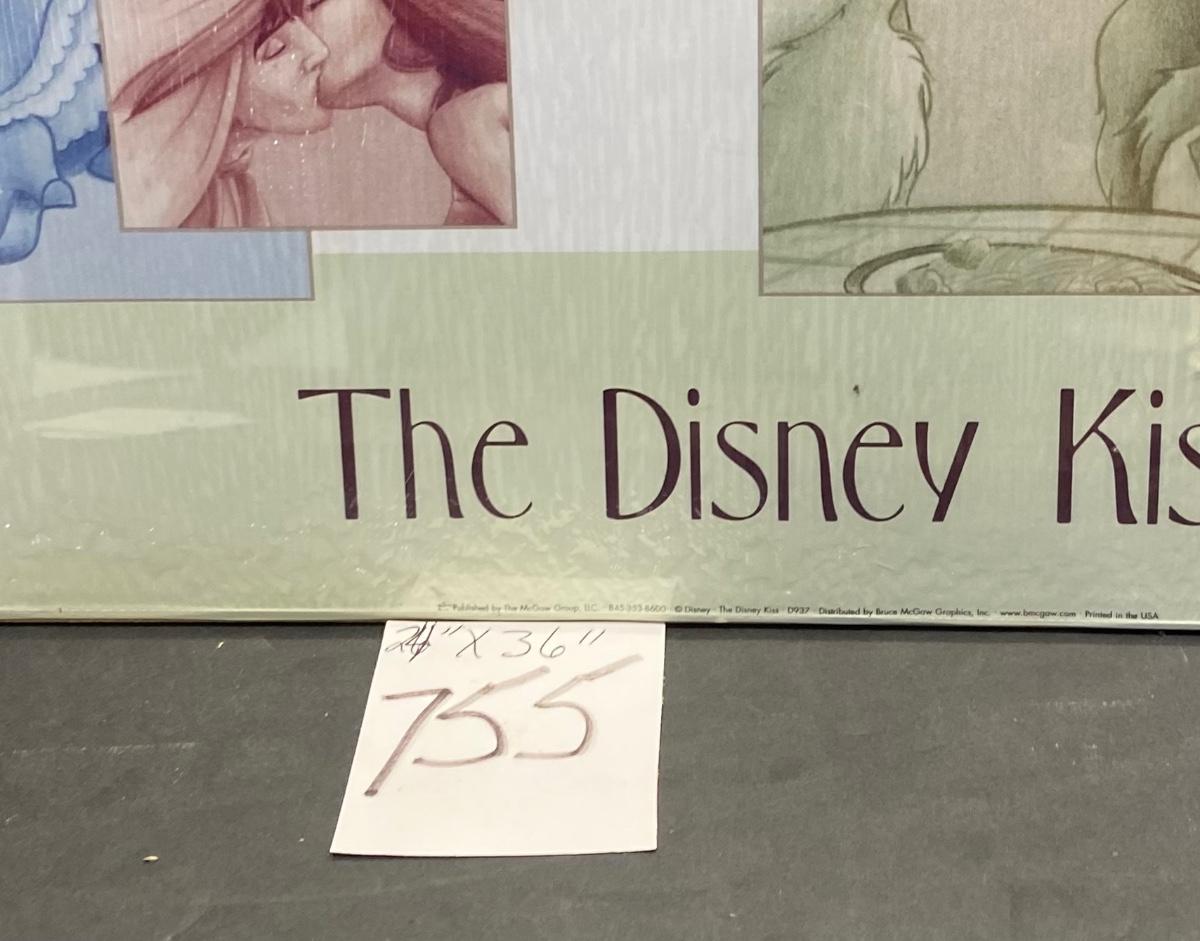 The Disney Kis
Published by The McGaw Group, LLC. · 845-353-8600 · © Disney · The Disney Kiss · D937 · Distributed by Bruce McGaw Graphics, Inc. · www.bmcgaw.com · Printed in the USA
" X 36"
755